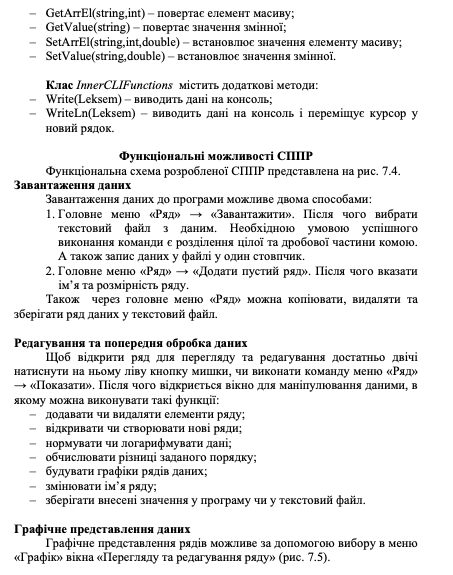 – GetArrEl(string,int) – повертає елемент масиву;
– GetValue(string) – повертає значення змінної;
– SetArrEl(string,int,double) – встановлює значення елементу масиву;
– SetValue(string,double) – встановлює значення змінної.
Клас InnerCLIFunctions містить додаткові методи:
– Write(Leksem) – виводить дані на консоль;
– WriteLn(Leksem) – виводить дані на консоль і переміщує курсор у
новий рядок.
Функціональні можливості СППР
Функціональна схема розробленої СППР представлена на рис. 7.4.
Завантаження даних
Завантаження даних до програми можливе двома способами:
1. Головне меню «Ряд» → «Завантажити». Після чого вибрати
текстовий файл з даним. Необхідною умовою успішного
виконання команди є розділення цілої та дробової частини комою.
А також запис даних у файлі у один стовпчик.
2. Головне меню «Ряд» → «Додати пустий ряд». Після чого вказати
ім’я та розмірність ряду.
Також через головне меню «Ряд» можна копіювати, видаляти та
зберігати ряд даних у текстовий файл.
Редагування та попередня обробка даних
Щоб відкрити ряд для перегляду та редагування достатньо двічі
натиснути на ньому ліву кнопку мишки, чи виконати команду меню «Ряд»
→ «Показати». Після чого відкриється вікно для маніпулювання даними, в
якому можна виконувати такі функції:
– додавати чи видаляти елементи ряду;
– відкривати чи створювати нові ряди;
– нормувати чи логарифмувати дані;
– обчислювати різниці заданого порядку;
– будувати графіки рядів даних;
– змінювати ім’я ряду;
– зберігати внесені значення у програму чи у текстовий файл.
Графічне представлення даних
Графічне представлення рядів можливе за допомогою вибору в меню
«Графік» вікна «Перегляду та редагування ряду» (рис. 7.5).